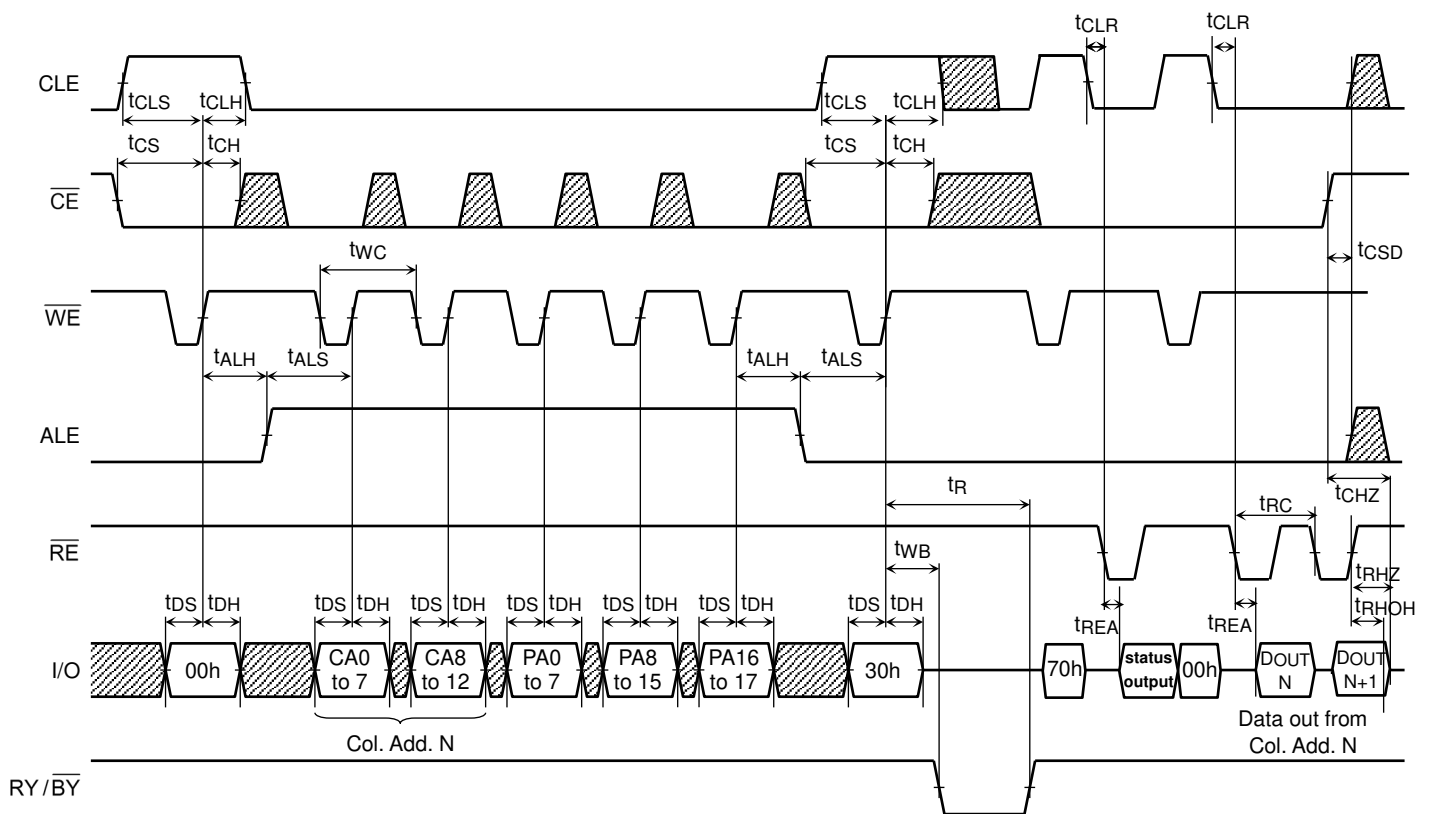 tCLR tCLR
CLE
tCLS tCLH tCLS tCLH
tCS tCH tCS tCH
CE
tWC tCSD
WE
tALH tALS tALH tALS
ALE
tR tCHZ
tRC
RE
tWB
tRHZ
tDS tDH tDS tDH tDS tDH tDS tDH tDS tDH tDS tDH tDS tDH tRHOH
tREA tREA
I/O 00h CA0 to 7 CA8 to 12 PA0 to 7 PA8 to 15 PA16 to 17 30h 70h status output 00h DOUT N DOUT N+1
Col. Add. N
Data out from
Col. Add. N
RY/BY